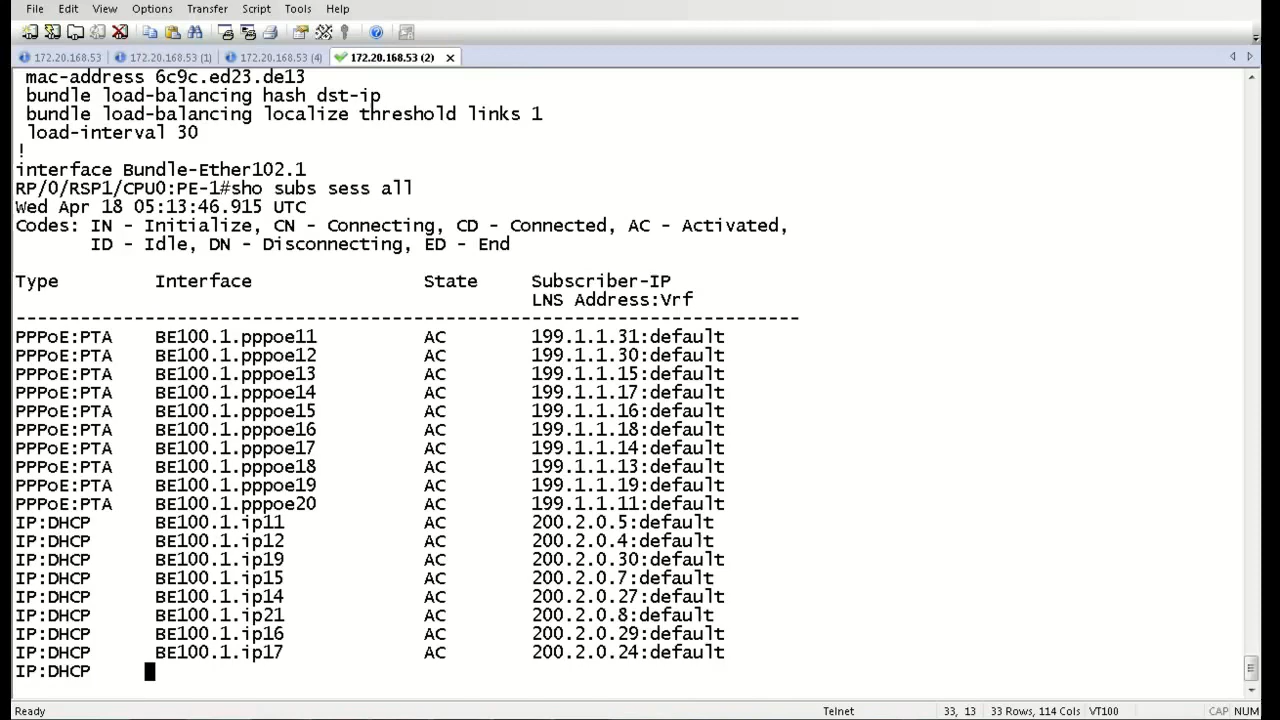 File Edit View Options Transfer Script Tools Help
172.20.168.53 172.20.168.53 (1) 172.20.168.53 (4) 172.20.168.53 (2)
mac-address 6c9c.ed23.de13
bundle load-balancing hash dst-ip
bundle load-balancing localize threshold links 1
load-interval 30
!
interface Bundle-Ether102.1
RP/0/RSP1/CPU0:PE-1#sho subs sess all
Wed Apr 18 05:13:46.915 UTC
Codes: IN - Initialize, CN - Connecting, CD - Connected, AC - Activated,
ID - Idle, DN - Disconnecting, ED - End
Type Interface State Subscriber-IP
LNS Address:Vrf
--------------------------------------------------------------------------
PPPoE:PTA BE100.1.pppoe11 AC 199.1.1.31:default
PPPoE:PTA BE100.1.pppoe12 AC 199.1.1.30:default
PPPoE:PTA BE100.1.pppoe13 AC 199.1.1.15:default
PPPoE:PTA BE100.1.pppoe14 AC 199.1.1.17:default
PPPoE:PTA BE100.1.pppoe15 AC 199.1.1.16:default
PPPoE:PTA BE100.1.pppoe16 AC 199.1.1.18:default
PPPoE:PTA BE100.1.pppoe17 AC 199.1.1.14:default
PPPoE:PTA BE100.1.pppoe18 AC 199.1.1.13:default
PPPoE:PTA BE100.1.pppoe19 AC 199.1.1.19:default
PPPoE:PTA BE100.1.pppoe20 AC 199.1.1.11:default
IP:DHCP BE100.1.ip11 AC 200.2.0.5:default
IP:DHCP BE100.1.ip12 AC 200.2.0.4:default
IP:DHCP BE100.1.ip19 AC 200.2.0.30:default
IP:DHCP BE100.1.ip15 AC 200.2.0.7:default
IP:DHCP BE100.1.ip14 AC 200.2.0.27:default
IP:DHCP BE100.1.ip21 AC 200.2.0.8:default
IP:DHCP BE100.1.ip16 AC 200.2.0.29:default
IP:DHCP BE100.1.ip17 AC 200.2.0.24:default
IP:DHCP
Ready Telnet 33, 13 33 Rows, 114 Cols VT100 CAP NUM